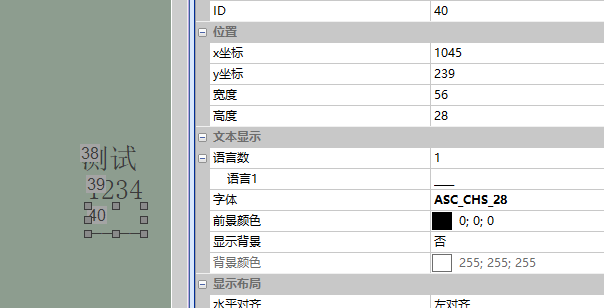 ID 40
位置
x坐标 1045
y坐标 239
宽度 56
高度 28
文本显示
语言数 1
语言1 ____
字体 ASC_CHS_28
前景颜色 0; 0; 0
显示背景 否
背景颜色 255; 255; 255
显示布局
水平对齐 左对齐
38 测试
39 1234
40